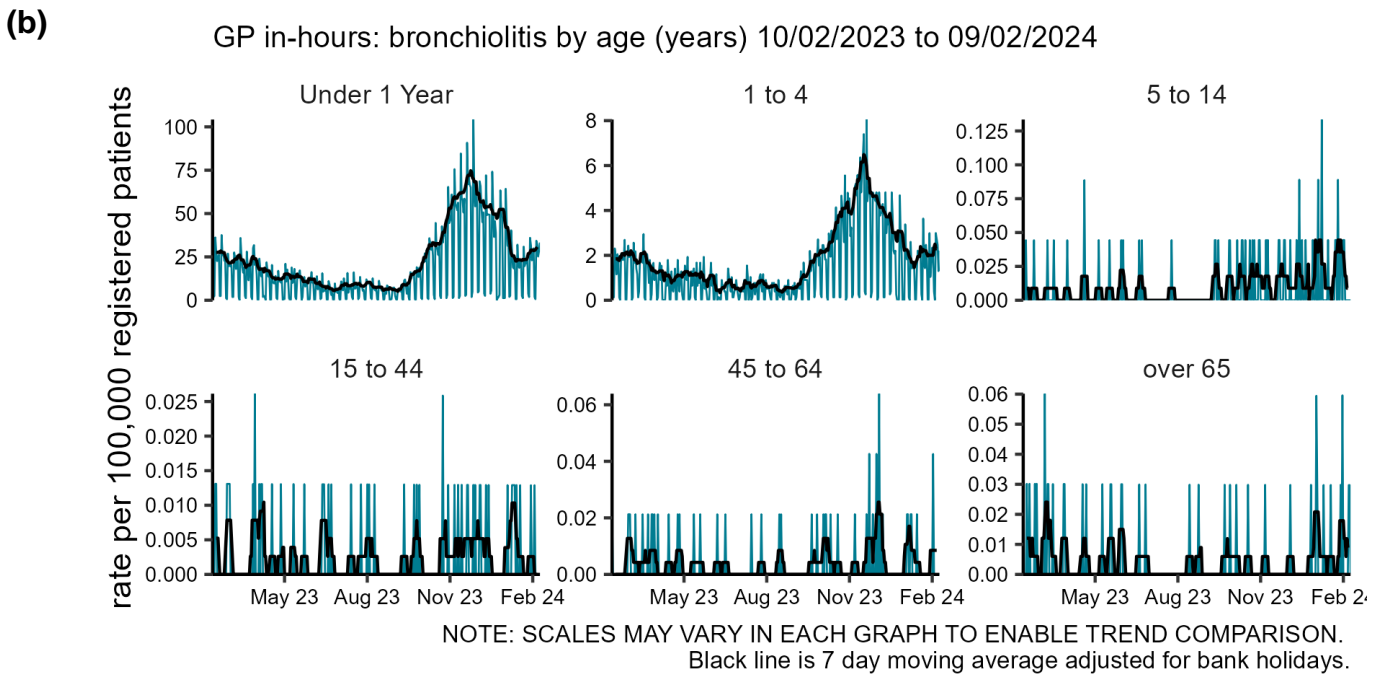 (b)
GP in-hours: bronchiolitis by age (years) 10/02/2023 to 09/02/2024
rate per 100,000 registered patients
Under 1 Year
100
75
50
25
0
1 to 4
8
6
4
2
0
5 to 14
0.125
0.100
0.075
0.050
0.025
0.000
15 to 44
0.025
0.020
0.015
0.010
0.005
0.000
May 23 Aug 23 Nov 23 Feb 24
45 to 64
0.06
0.04
0.02
0.00
May 23 Aug 23 Nov 23 Feb 24
over 65
0.06
0.05
0.04
0.03
0.02
0.01
0.00
May 23 Aug 23 Nov 23 Feb 24
NOTE: SCALES MAY VARY IN EACH GRAPH TO ENABLE TREND COMPARISON.
Black line is 7 day moving average adjusted for bank holidays.